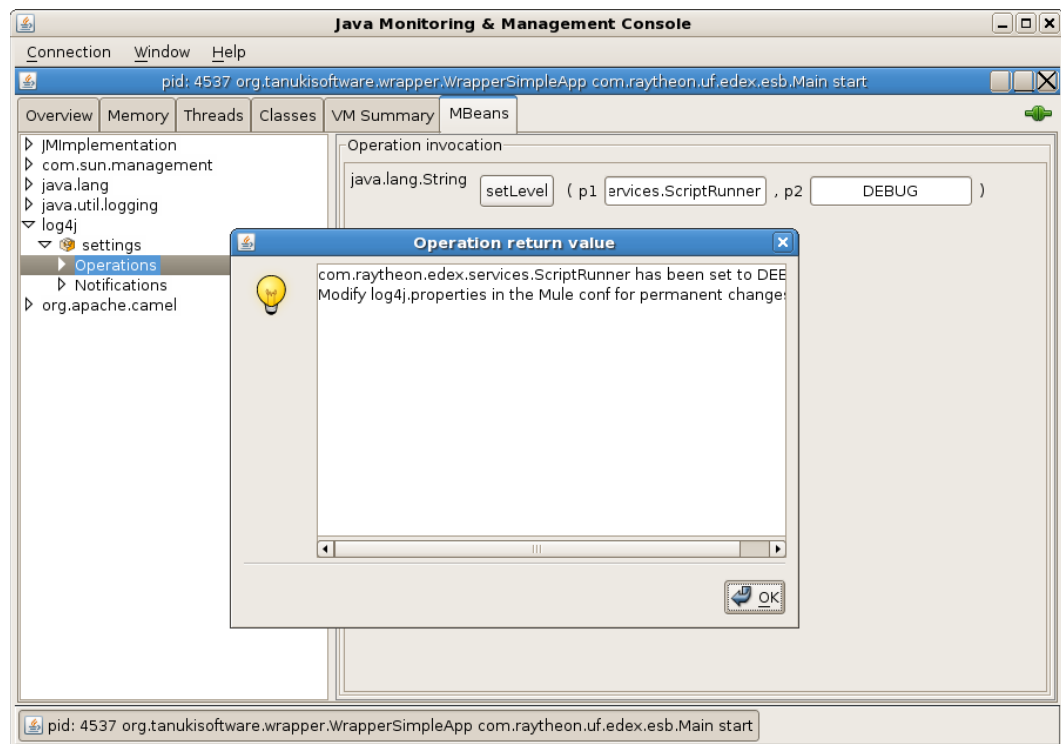 Java Monitoring & Management Console
Connection Window Help
pid: 4537 org.tanukisoftware.wrapper.WrapperSimpleApp com.raytheon.uf.edex.esb.Main start
Overview Memory Threads Classes VM Summary MBeans
JMImplementation
com.sun.management
java.lang
java.util.logging
log4j
settings
Operations
Notifications
org.apache.camel
Operation invocation
java.lang.String setLevel ( p1 ervices.ScriptRunner , p2 DEBUG )
Operation return value
com.raytheon.edex.services.ScriptRunner has been set to DEB
Modify log4j.properties in the Mule conf for permanent changes
OK
pid: 4537 org.tanukisoftware.wrapper.WrapperSimpleApp com.raytheon.uf.edex.esb.Main start